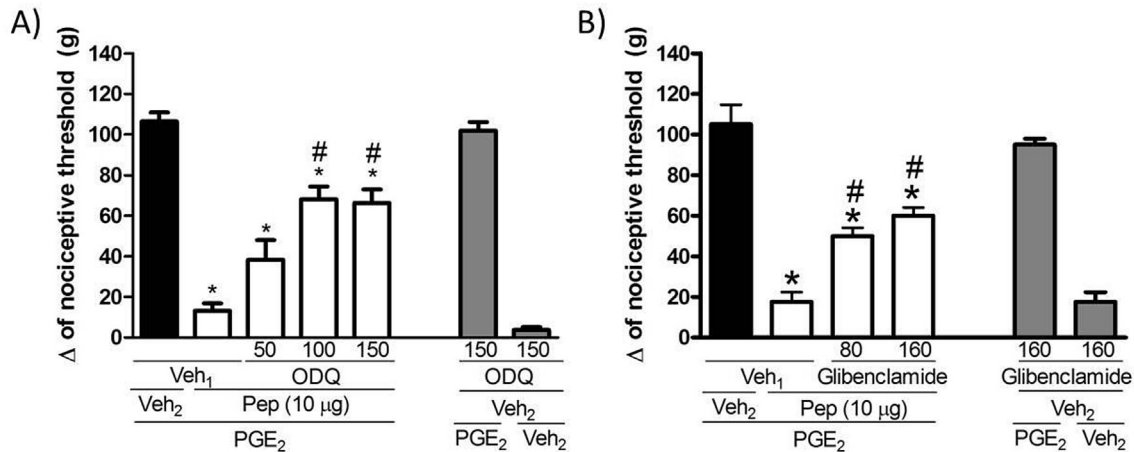 A)
Δ of nociceptive threshold (g)
140
120
100
80
60
40
20
0
*
*
#
*
#
*
50 100 150 150 150
Veh₁ ODQ ODQ
Veh₂ Pep (10 µg) Veh₂
PGE₂ PGE₂ Veh₂
B)
Δ of nociceptive threshold (g)
140
120
100
80
60
40
20
0
*
#
*
#
*
80 160 160 160
Veh₁ Glibenclamide Glibenclamide
Veh₂ Pep (10 µg) Veh₂
PGE₂ PGE₂ Veh₂